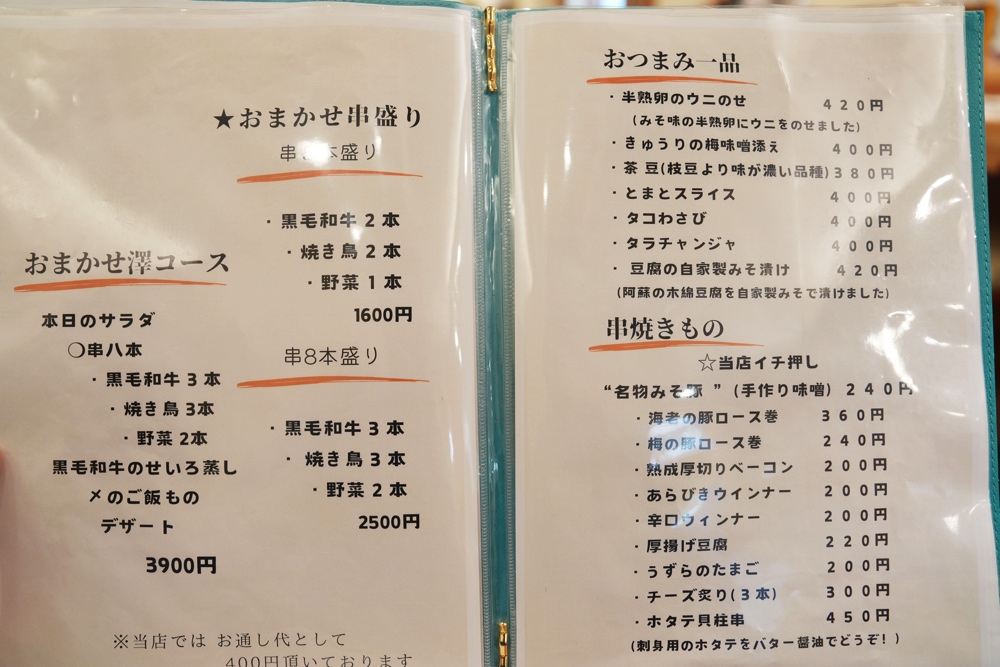 ★おまかせ串盛り
串 本盛り
・黒毛和牛 2 本
・焼き鳥 2 本
・野菜 1 本
1600円
串8本盛り
・黒毛和牛 3 本
・焼き鳥 3 本
・野菜 2 本
2500円
おまかせ澤コース
本日のサラダ
〇串八本
・黒毛和牛 3 本
・焼き鳥 3本
・野菜 2本
黒毛和牛のせいろ蒸し
〆のご飯もの
デザート
3900円
※当店では お通し代として
400円頂いております
おつまみ一品
・半熟卵のウニのせ 420円
(みそ味の半熟卵にウニをのせました)
・きゅうりの梅味噌添え 400円
・茶 豆(枝豆より味が濃い品種) 380円
・とまとスライス 400円
・タコわさび 400円
・タラチャンジャ 400円
・豆腐の自家製みそ漬け 420円
(阿蘇の木綿豆腐を自家製みそで漬けました)
串焼きもの
☆当店イチ押し
“名物みそ豚 ” (手作り味噌) 240円
・海老の豚ロース巻 360円
・梅の豚ロース巻 240円
・熟成厚切りベーコン 200円
・あらびきウインナー 200円
・辛口ウィンナー 200円
・厚揚げ豆腐 220円
・うずらのたまご 200円
・チーズ炙り(3 本) 300円
・ホタテ貝柱串 450円
(刺身用のホタテをバター醤油でどうぞ! )